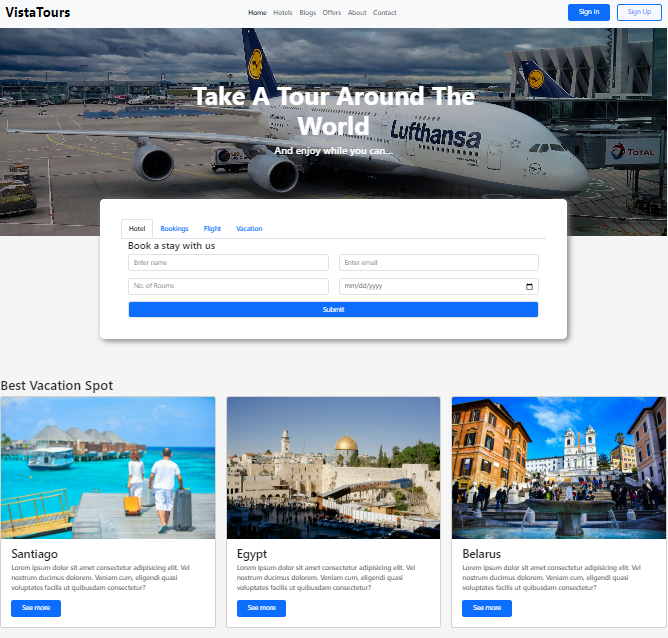 VistaTours
Home Hotels Blogs Offers About Contact
Sign In Sign Up
Take A Tour Around The
World
Lufthansa
TOTAL
And enjoy while you can...
Hotel Bookings Flight Vacation
Book a stay with us
Enter name Enter email
No. of Rooms mm/dd/yyyy
Submit
Best Vacation Spot
Santiago
Lorem ipsum dolor sit amet consectetur adipisicing elit. Vel
nostrum ducimus dolorem. Veniam cum, eligendi quasi
voluptates facilis ut quibusdam consectetur?
See more
Egypt
Lorem ipsum dolor sit amet consectetur adipisicing elit. Vel
nostrum ducimus dolorem. Veniam cum, eligendi quasi
voluptates facilis ut quibusdam consectetur?
See more
Belarus
Lorem ipsum dolor sit amet consectetur adipisicing elit. Vel
nostrum ducimus dolorem. Veniam cum, eligendi quasi
voluptates facilis ut quibusdam consectetur?
See more